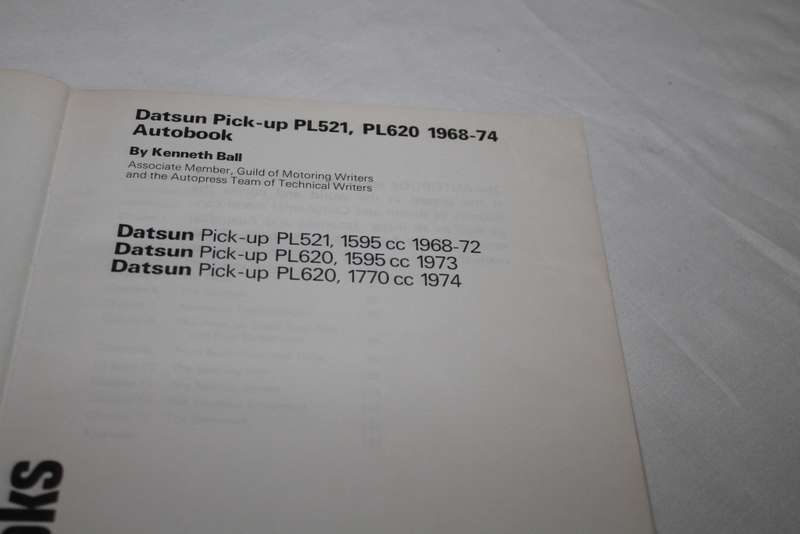 Datsun Pick-up PL521, PL620 1968-74
Autobook
By Kenneth Ball
Associate Member, Guild of Motoring Writers
and the Autopress Team of Technical Writers
Datsun Pick-up PL521, 1595 cc 1968-72
Datsun Pick-up PL620, 1595 cc 1973
Datsun Pick-up PL620, 1770 cc 1974
oks